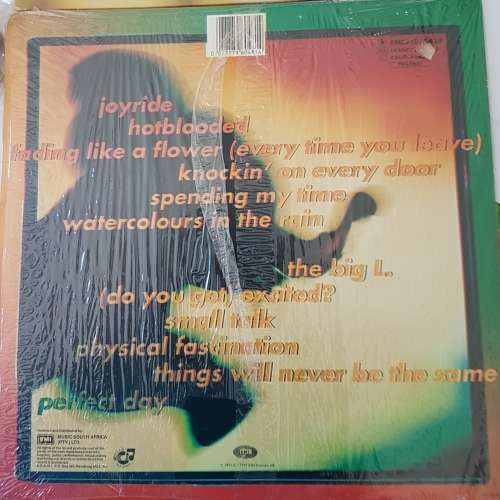 joyride
hotblooded
fading like a flower (every time you leave)
knockin' on every door
spending my time
watercolours in the rain
the big L.
(do you get) excited?
small talk
physical fascination
things will never be the same
perfect day
EMI
MUSIC SOUTH AFRICA
(PTY) LTD.
EMI